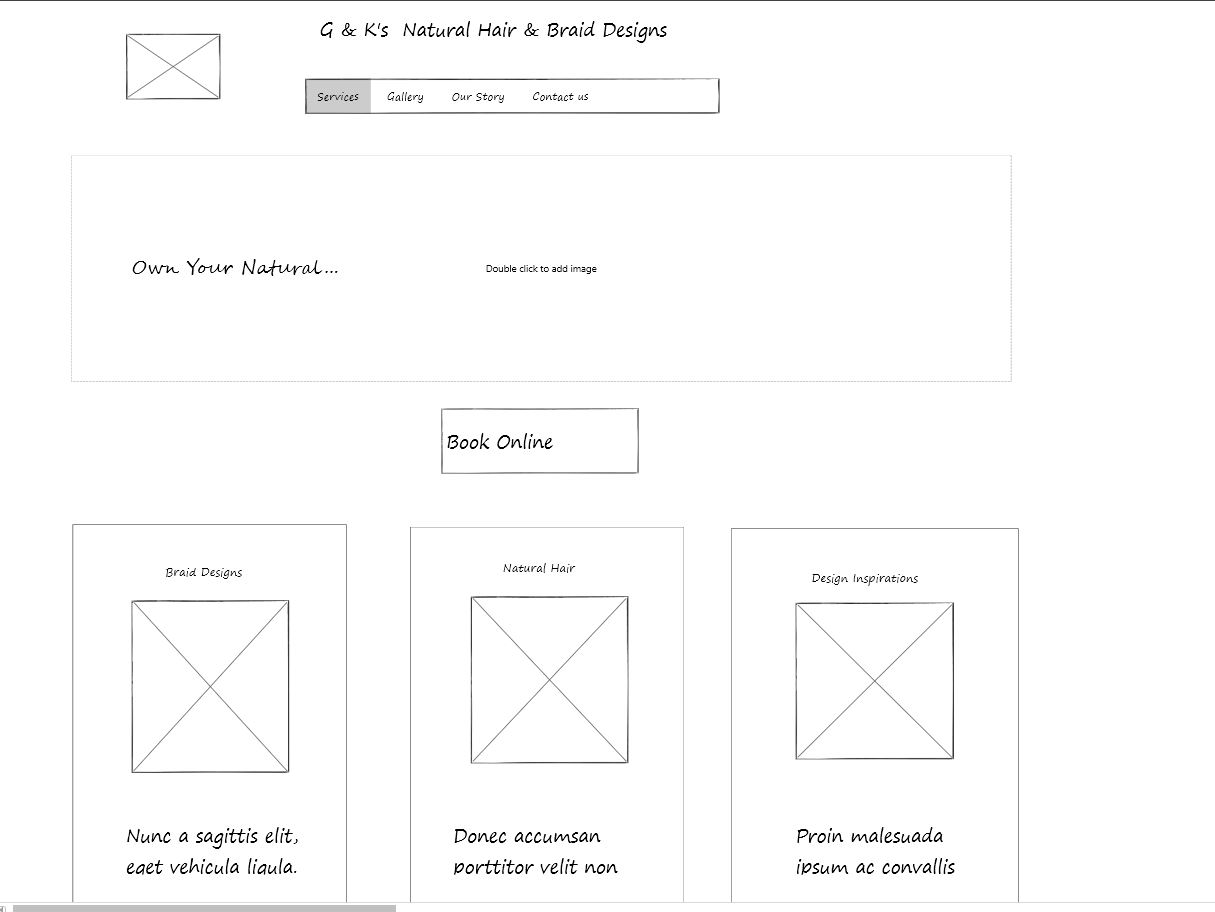 G & K's Natural Hair & Braid Designs
Services Gallery Our Story Contact us
Own Your Natural...
Double click to add image
Book Online
Braid Designs
Natural Hair
Design Inspirations
Nunc a sagittis elit,
eget vehicula ligula.
Donec accumsan
porttitor velit non
Proin malesuada
ipsum ac convallis